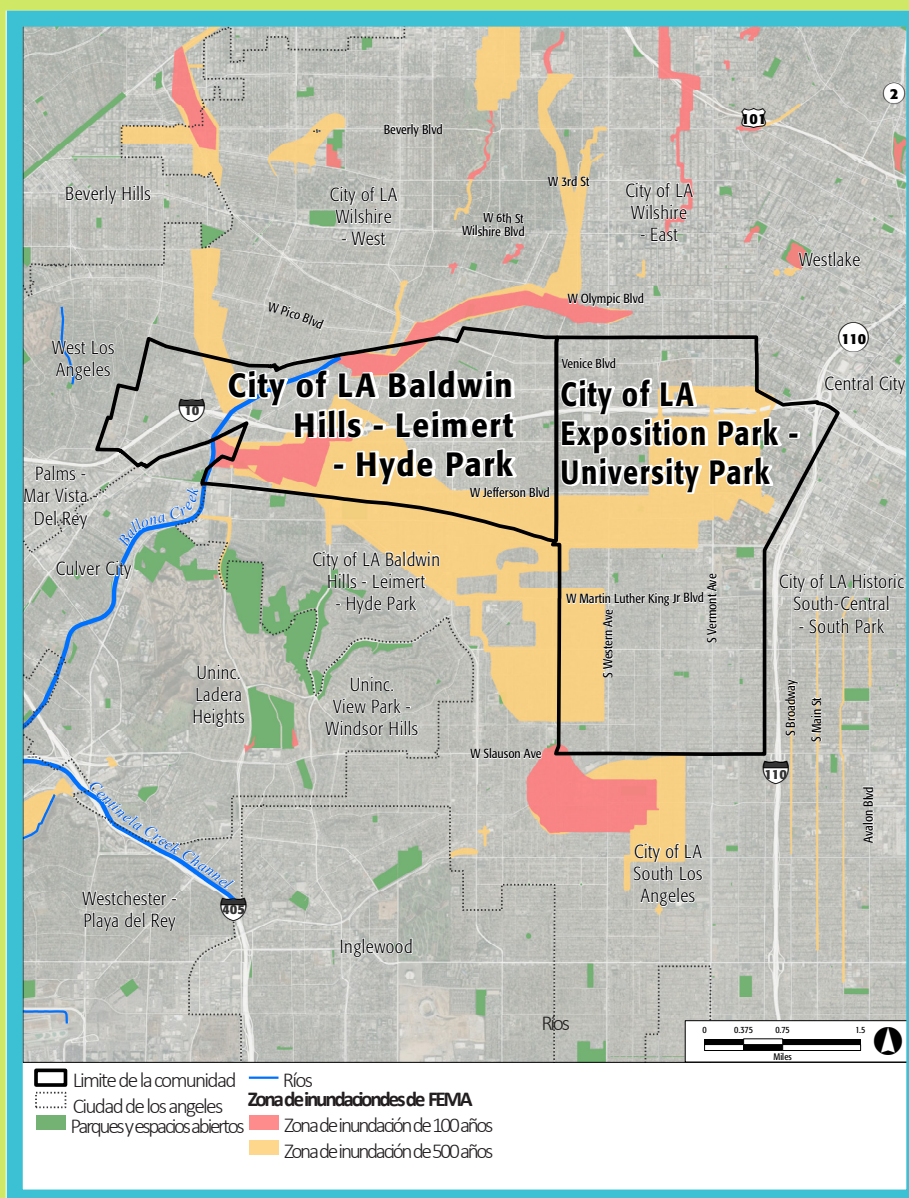 2
101
Beverly Blvd
Beverly Hills
City of LA
Wilshire
- West
W 3rd St
City of LA
Wilshire
- East
W 6th St
Wilshire Blvd
Westlake
W Olympic Blvd
W Pico Blvd
110
West Los
Angeles
Venice Blvd
Central City
City of LA Baldwin
Hills - Leimert
- Hyde Park
City of LA
Exposition Park -
University Park
10
Palms -
Mar Vista
Del Rey
W Jefferson Blvd
Ballona Creek
Culver City
City of LA Baldwin
Hills - Leimert
- Hyde Park
W Martin Luther King Jr Blvd
S Western Ave
S Vermont Ave
City of LA Historic
South-Central
- South Park
Uninc.
Ladera
Heights
Uninc.
View Park -
Windsor Hills
S Broadway
S Main St
W Slauson Ave
110
Avalon Blvd
Centinela Creek Channel
City of LA
South Los
Angeles
Westchester -
Playa del Rey
405
Inglewood
Ríos
0 0.375 0.75 1.5
Miles
Limite de la comunidad
Ciudad de los angeles
Parques y espacios abiertos
Ríos
Zona de inundaciondes de FEMA
Zona de inundación de 100 años
Zona de inundación de 500 años